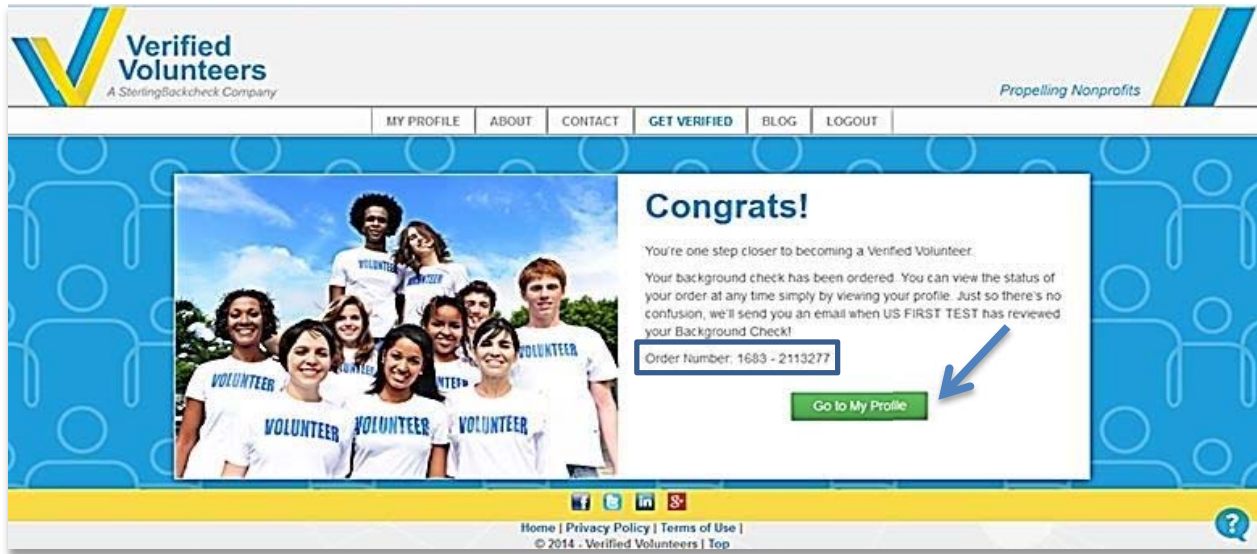 Verified
Volunteers
A SterlingBackcheck Company
Propelling Nonprofits
MY PROFILE ABOUT CONTACT GET VERIFIED BLOG LOGOUT
Congrats!
You're one step closer to becoming a Verified Volunteer.
Your background check has been ordered. You can view the status of
your order at any time simply by viewing your profile. Just so there's no
confusion, we'll send you an email when US FIRST TEST has reviewed
your Background Check!
Order Number: 1683 - 2113277
Go to My Profile
VOLUNTEER
VOLUNTEER
VOLUNTEER
VOLUNTEER
VOLUNTEER
Home | Privacy Policy | Terms of Use |
© 2014 - Verified Volunteers | Top